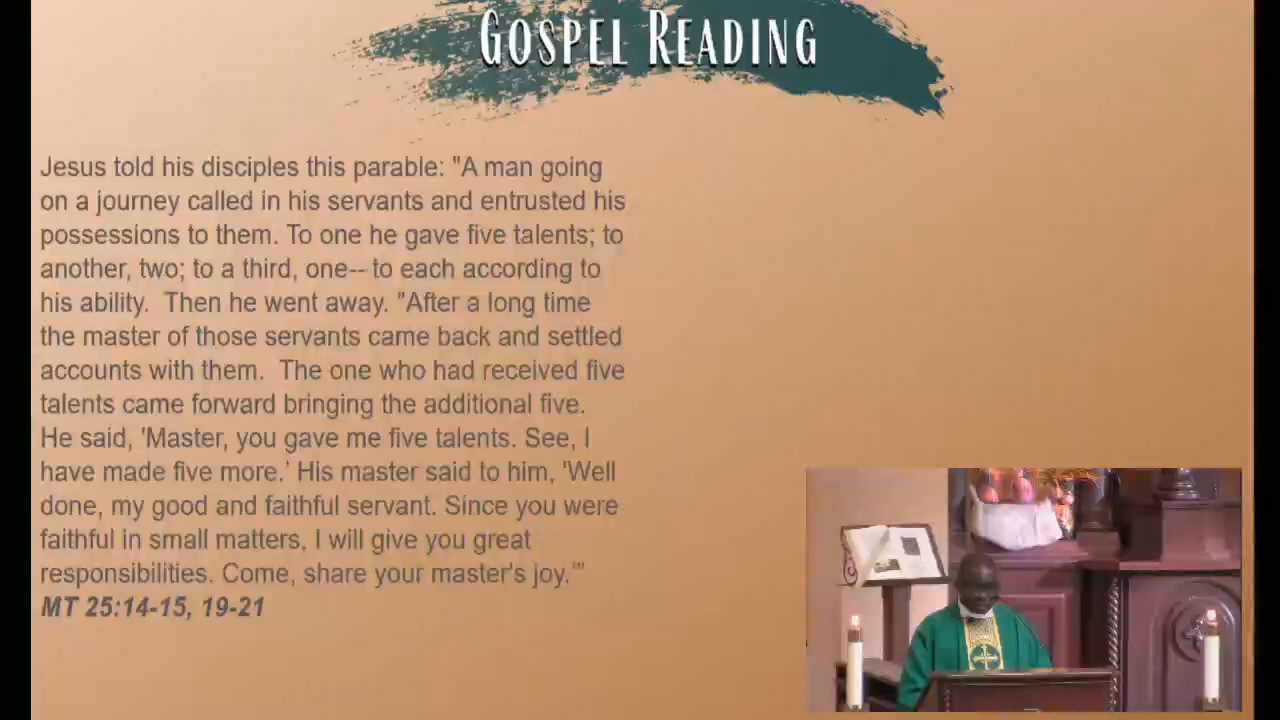 GOSPEL READING
Jesus told his disciples this parable: "A man going
on a journey called in his servants and entrusted his
possessions to them. To one he gave five talents; to
another, two; to a third, one-- to each according to
his ability.  Then he went away. "After a long time
the master of those servants came back and settled
accounts with them.  The one who had received five
talents came forward bringing the additional five.
He said, 'Master, you gave me five talents. See, I
have made five more.' His master said to him, 'Well
done, my good and faithful servant. Since you were
faithful in small matters, I will give you great
responsibilities. Come, share your master's joy.'"
MT 25:14-15, 19-21